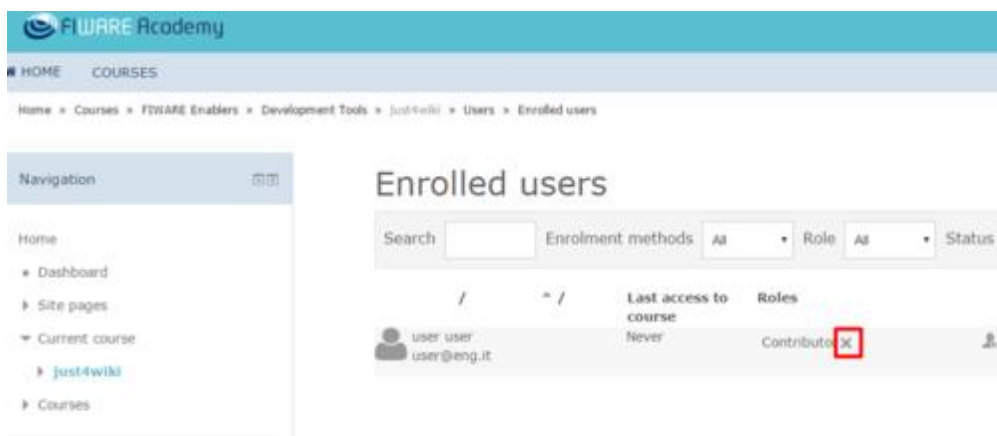 FIWARE Academy
HOME COURSES
Home » Courses » FIWARE Enablers » Development Tools » just4wiki » Users » Enrolled users
Navigation
Home
Dashboard
Site pages
Current course
just4wiki
Courses
Enrolled users
Search Enrolment methods All Role All Status
/ ^ / Last access to course Roles
user user Never Contributo
user@eng.it